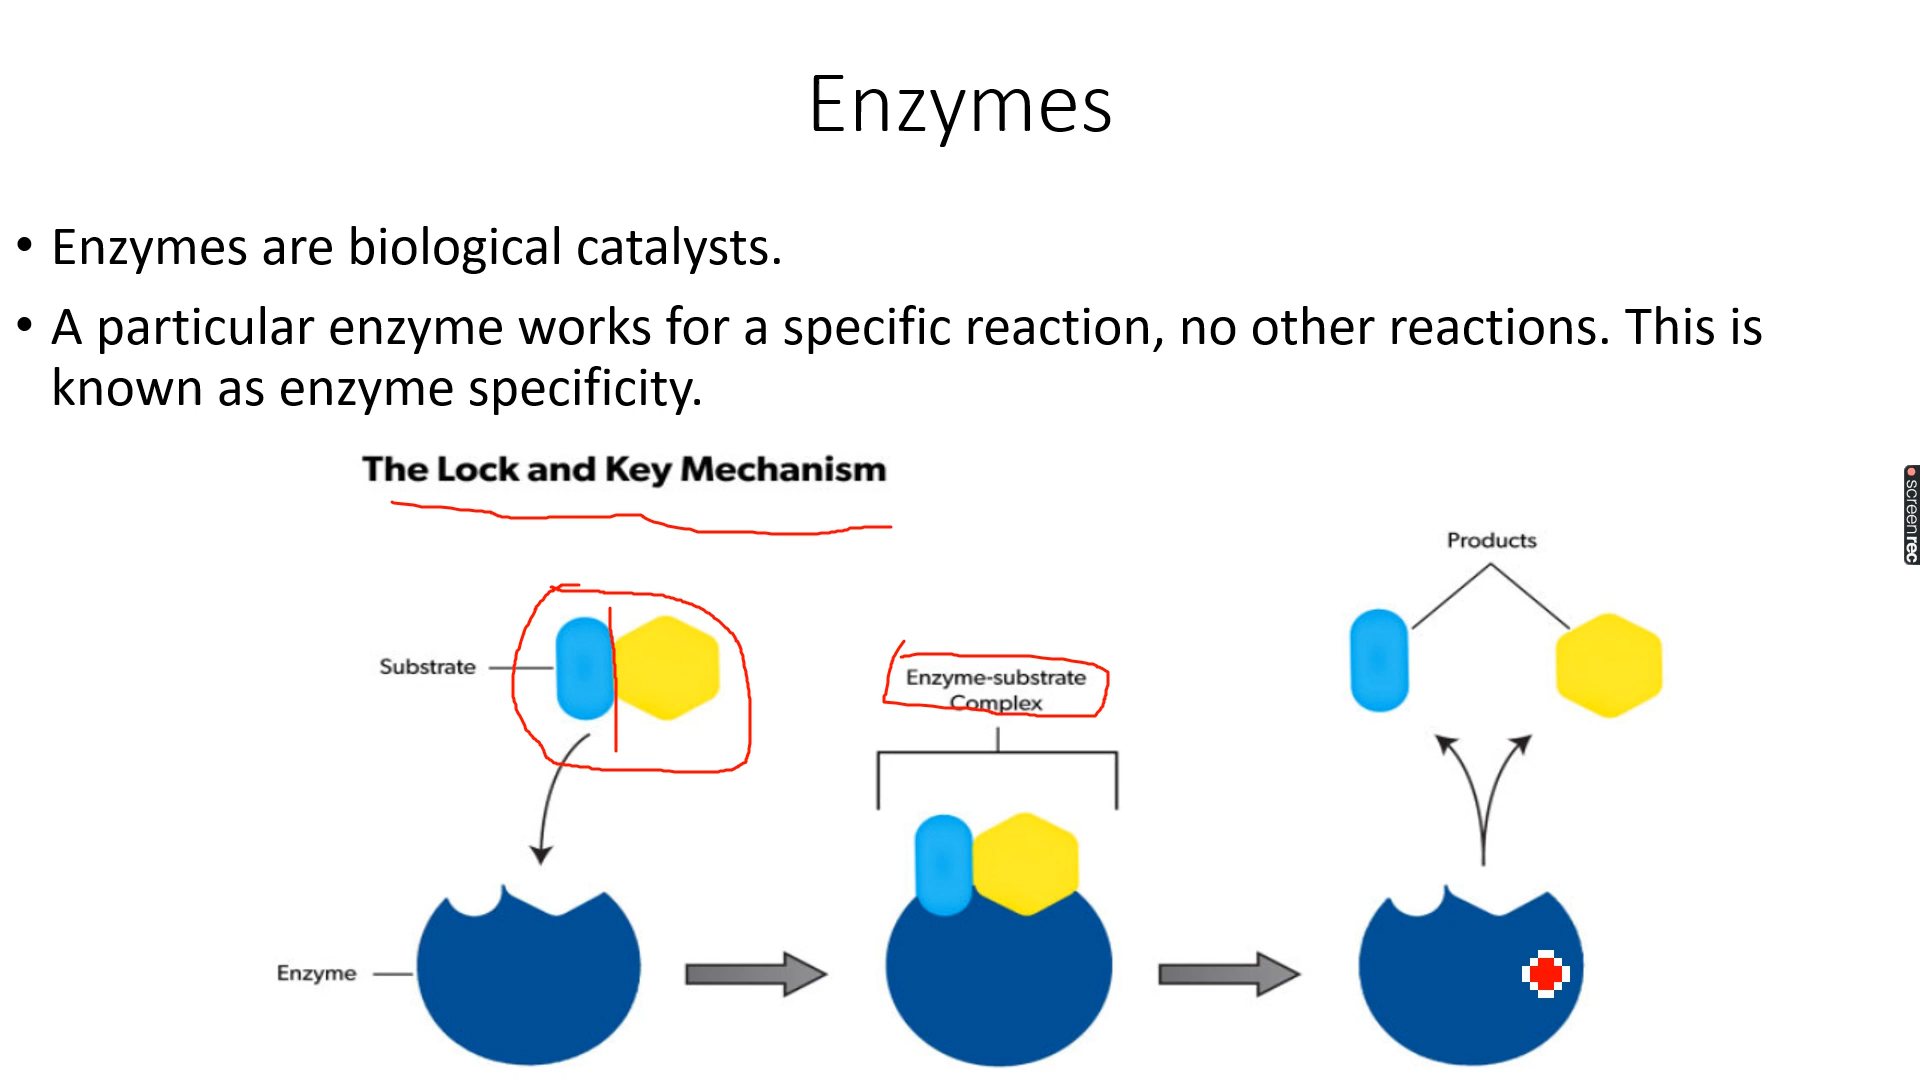 Enzymes
• Enzymes are biological catalysts.
• A particular enzyme works for a specific reaction, no other reactions. This is
known as enzyme specificity.
The Lock and Key Mechanism
Products
Substrate
Enzyme-substrate
Complex
Enzyme
screenrec